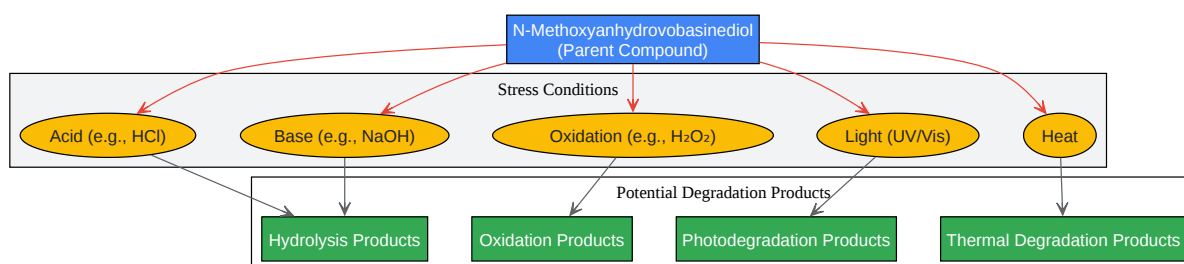 N-Methoxyanhydrovobasinediol
(Parent Compound)
Stress Conditions
Acid (e.g., HCl)
Base (e.g., NaOH)
Oxidation (e.g., H₂O₂)
Light (UV/Vis)
Heat
Potential Degradation Products
Hydrolysis Products
Oxidation Products
Photodegradation Products
Thermal Degradation Products